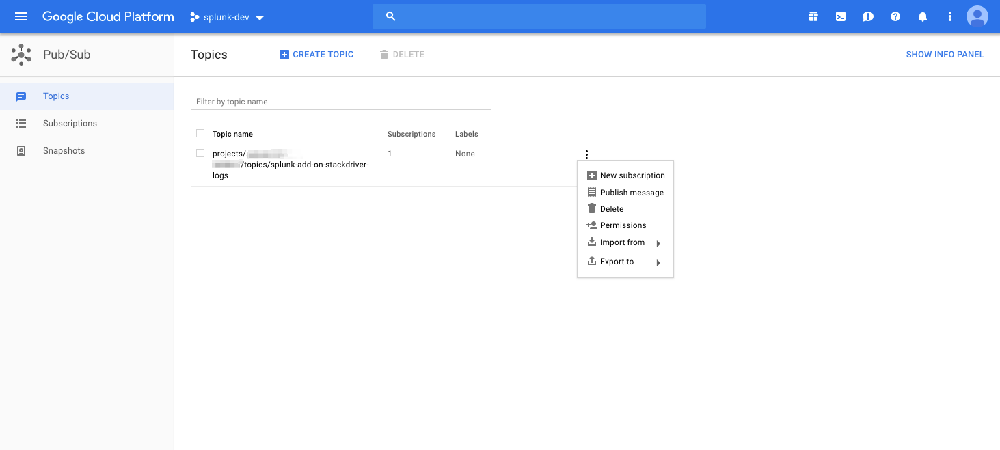 Google Cloud Platform
splunk-dev
Pub/Sub
Topics
CREATE TOPIC
DELETE
SHOW INFO PANEL
Topics
Subscriptions
Snapshots
Filter by topic name
Topic name Subscriptions Labels
projects/ 1 None
/topics/splunk-add-on-stackdriver-
logs
New subscription
Publish message
Delete
Permissions
Import from
Export to